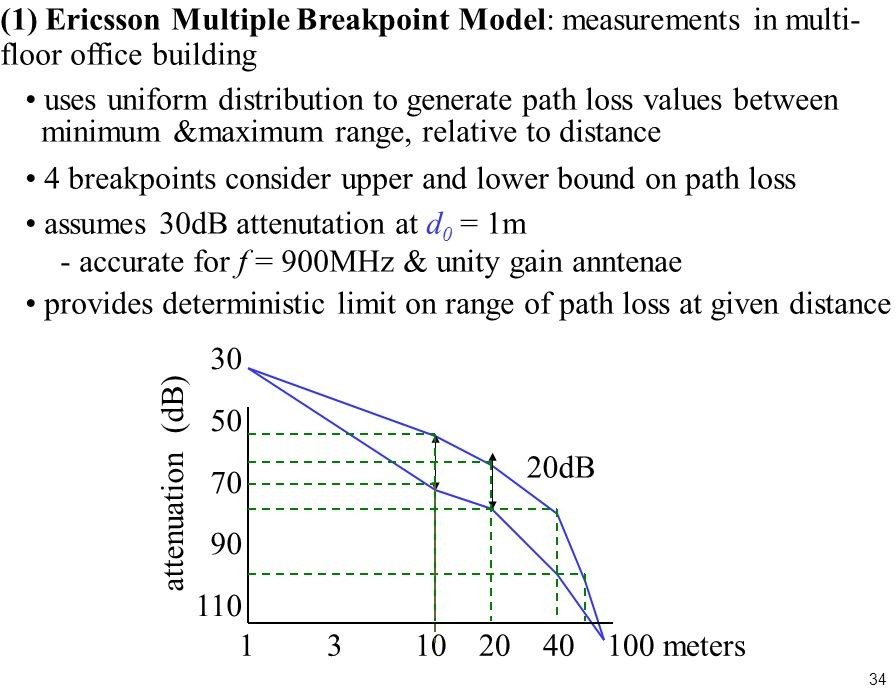 (1) Ericsson Multiple Breakpoint Model: measurements in multi-
floor office building
• uses uniform distribution to generate path loss values between
minimum &maximum range, relative to distance
• 4 breakpoints consider upper and lower bound on path loss
• assumes 30dB attenutation at d0 = 1m
- accurate for f = 900MHz & unity gain anntenae
• provides deterministic limit on range of path loss at given distance
attenuation (dB)
30
50
70
90
110
20dB
1 3 10 20 40 100 meters
34